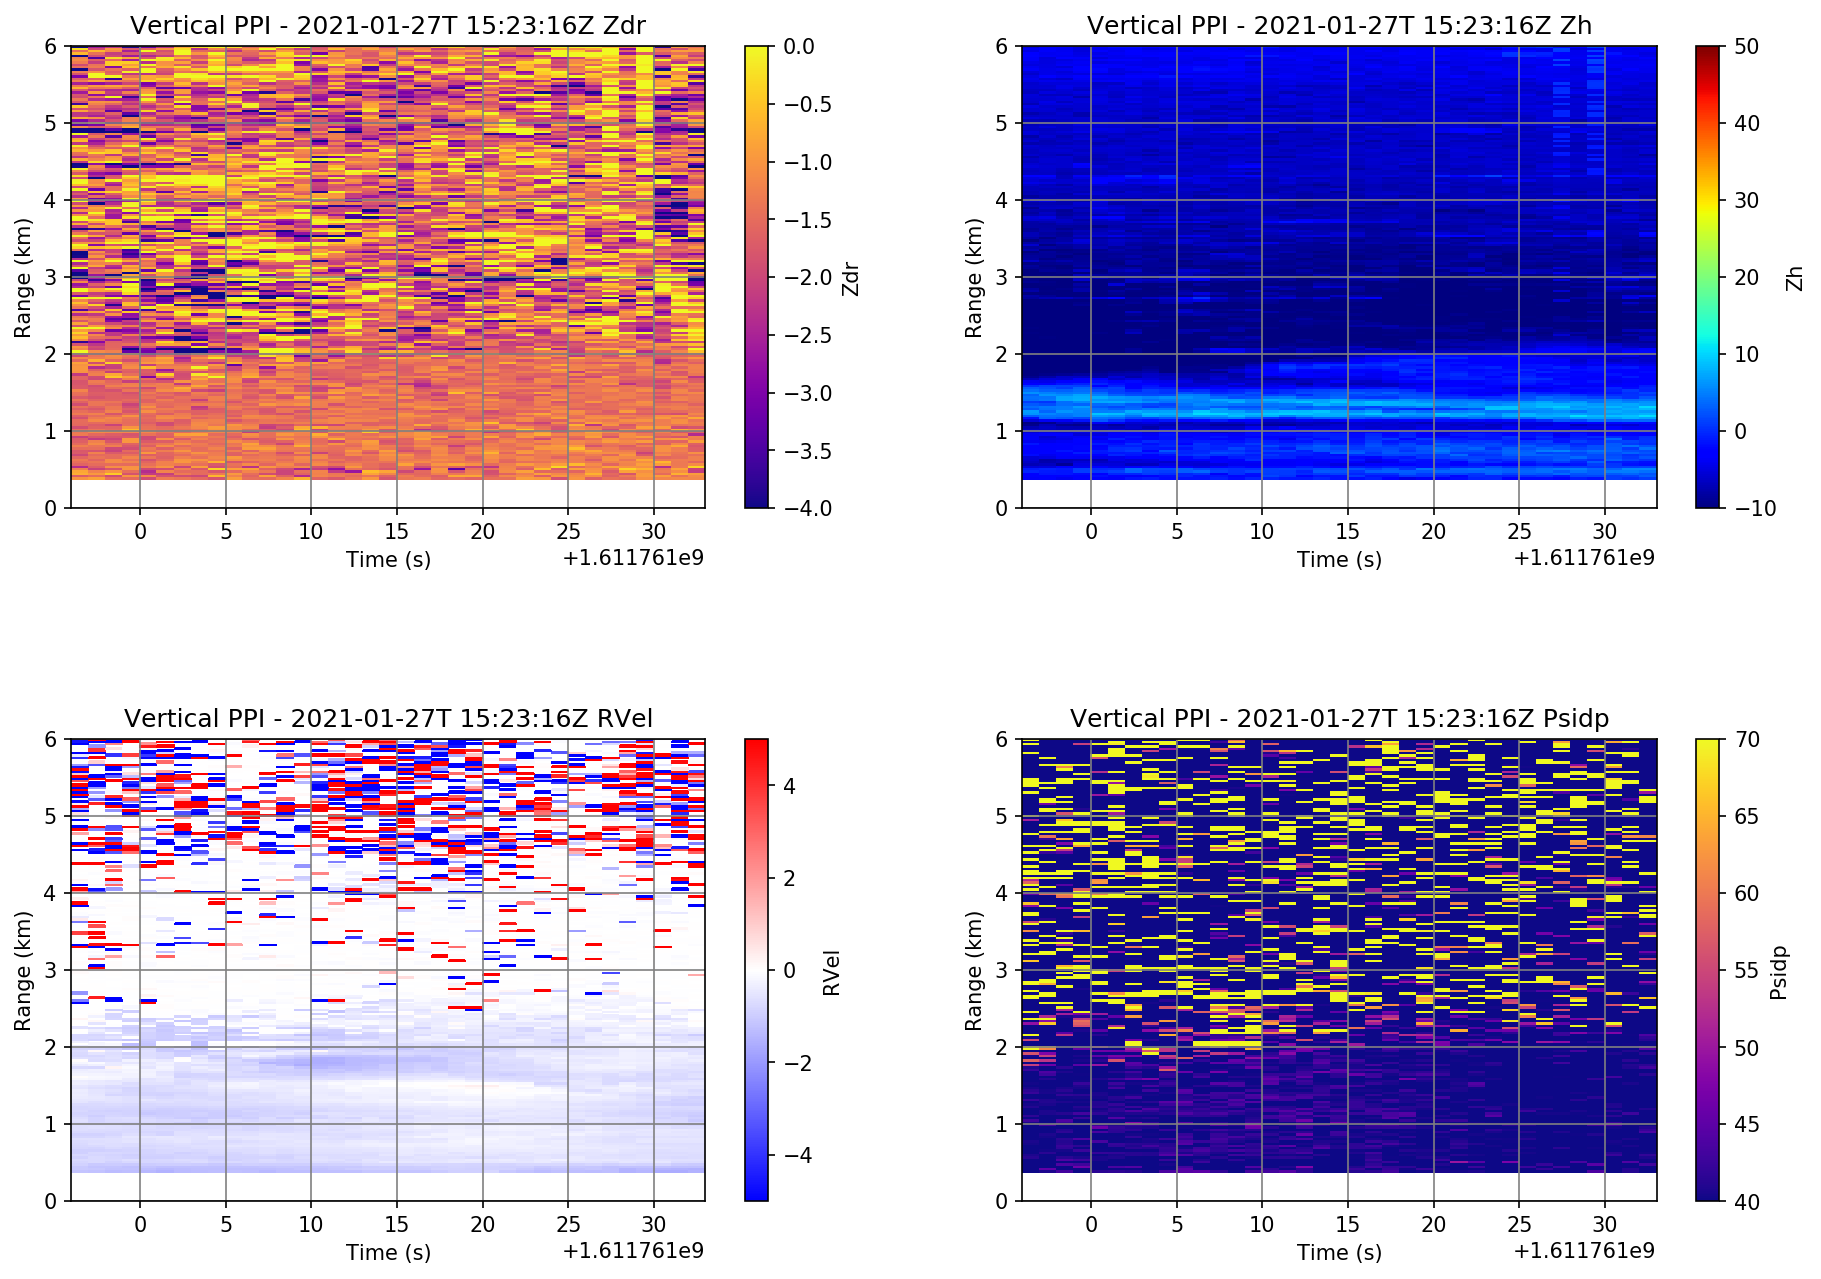 Vertical PPI - 2021-01-27T 15:23:16Z Zdr
6
5
4
3
2
1
0
Range (km)
0 5 10 15 20 25 30
Time (s)
+1.611761e9
0.0
−0.5
−1.0
−1.5
−2.0
−2.5
−3.0
−3.5
−4.0
Zdr
Vertical PPI - 2021-01-27T 15:23:16Z Zh
6
5
4
3
2
1
0
Range (km)
0 5 10 15 20 25 30
Time (s)
+1.611761e9
50
40
30
20
10
0
−10
Zh
Vertical PPI - 2021-01-27T 15:23:16Z RVel
6
5
4
3
2
1
0
Range (km)
0 5 10 15 20 25 30
Time (s)
+1.611761e9
4
2
0
−2
−4
RVel
Vertical PPI - 2021-01-27T 15:23:16Z Psidp
6
5
4
3
2
1
0
Range (km)
0 5 10 15 20 25 30
Time (s)
+1.611761e9
70
65
60
55
50
45
40
Psidp